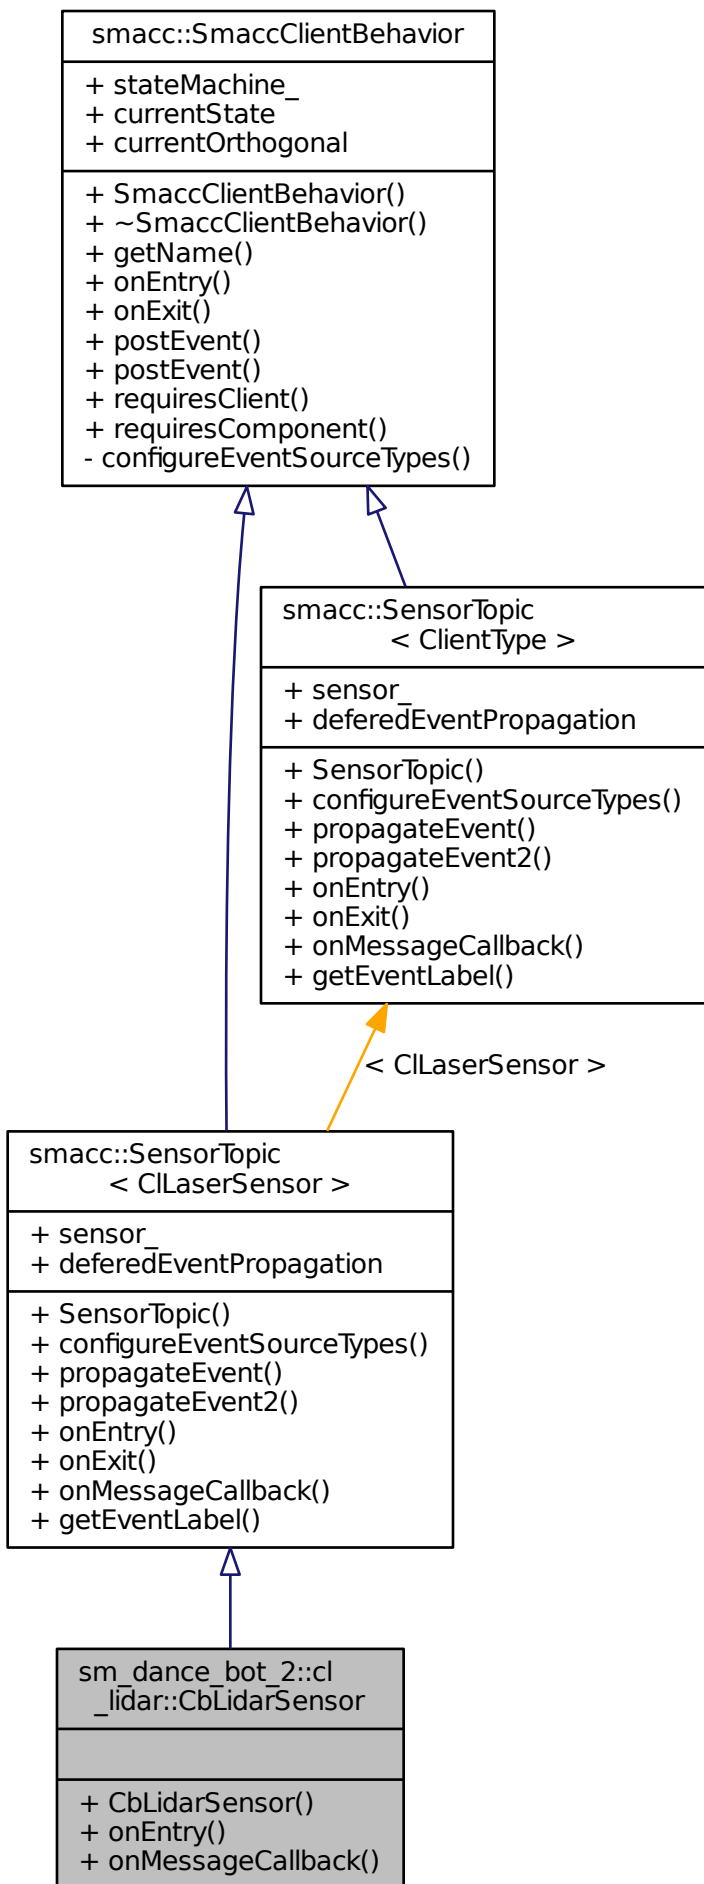 smacc::SmaccClientBehavior
+ stateMachine_
+ currentState
+ currentOrthogonal
+ SmaccClientBehavior()
+ ~SmaccClientBehavior()
+ getName()
+ onEntry()
+ onExit()
+ postEvent()
+ postEvent()
+ requiresClient()
+ requiresComponent()
- configureEventSourceTypes()
smacc::SensorTopic
< ClientType >
+ sensor_
+ deferedEventPropagation
+ SensorTopic()
+ configureEventSourceTypes()
+ propagateEvent()
+ propagateEvent2()
+ onEntry()
+ onExit()
+ onMessageCallback()
+ getEventLabel()
< ClLaserSensor >
smacc::SensorTopic
< ClLaserSensor >
+ sensor_
+ deferedEventPropagation
+ SensorTopic()
+ configureEventSourceTypes()
+ propagateEvent()
+ propagateEvent2()
+ onEntry()
+ onExit()
+ onMessageCallback()
+ getEventLabel()
sm_dance_bot_2::cl
_lidar::CbLidarSensor
+ CbLidarSensor()
+ onEntry()
+ onMessageCallback()